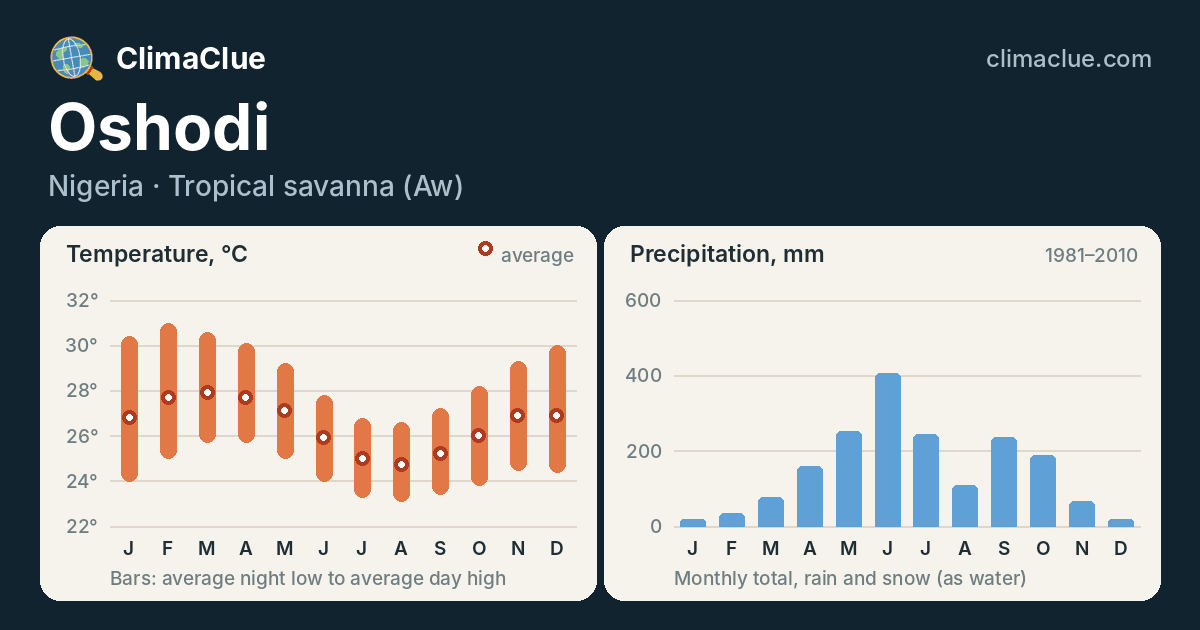 ClimaClue
climaclue.com
Oshodi
Nigeria · Tropical savanna (Aw)
Temperature, °C
average
32°
30°
28°
26°
24°
22°
J F M A M J J A S O N D
Bars: average night low to average day high
Precipitation, mm
1981–2010
600
400
200
0
J F M A M J J A S O N D
Monthly total, rain and snow (as water)